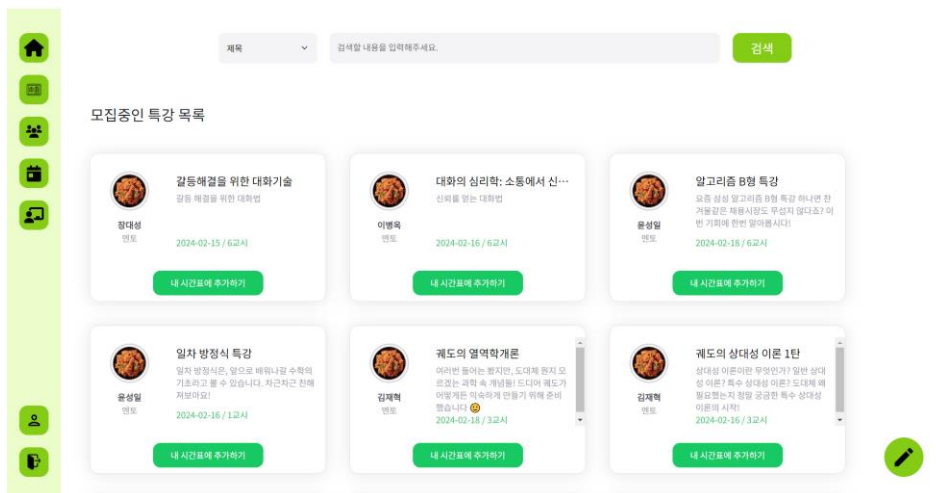 제목
검색할 내용을 입력해주세요.
검색
모집중인 특강 목록
갈등해결을 위한 대화기술
갈등 해결을 위한 대화법
장대성
멘토
2024-02-15 / 6교시
내 시간표에 추가하기
대화의 심리학: 소통에서 신···
신뢰를 얻는 대화법
이병옥
멘토
2024-02-16 / 6교시
내 시간표에 추가하기
알고리즘 B형 특강
요즘 삼성 알고리즘 B형 특강 하나면 찬
겨울같은 채용시장도 무섭지 않다죠? 이
번 기회에 한번 알아봅시다!
윤성일
멘토
2024-02-18 / 6교시
내 시간표에 추가하기
일차 방정식 특강
일차 방정식은, 앞으로 배워나갈 수학의
기초라고 볼 수 있습니다. 차근차근 친해
져보아요!
윤성일
멘토
2024-02-16 / 1교시
내 시간표에 추가하기
궤도의 열역학개론
여러번 들어는 봤지만, 도대체 뭔지 모
르겠는 과학 속 개념들! 드디어 궤도가
어떻게든 익숙하게 만들기 위해 준비
했습니다
김재혁
멘토
2024-02-18 / 3교시
내 시간표에 추가하기
궤도의 상대성 이론 1탄
상대성 이론이란 무엇인가? 일반 상대
성 이론? 특수 상대성 이론? 도대체 왜
필요했는지 정말 궁금한 특수 상대성
이론의 시작!
김재혁
멘토
2024-02-16 / 3교시
내 시간표에 추가하기